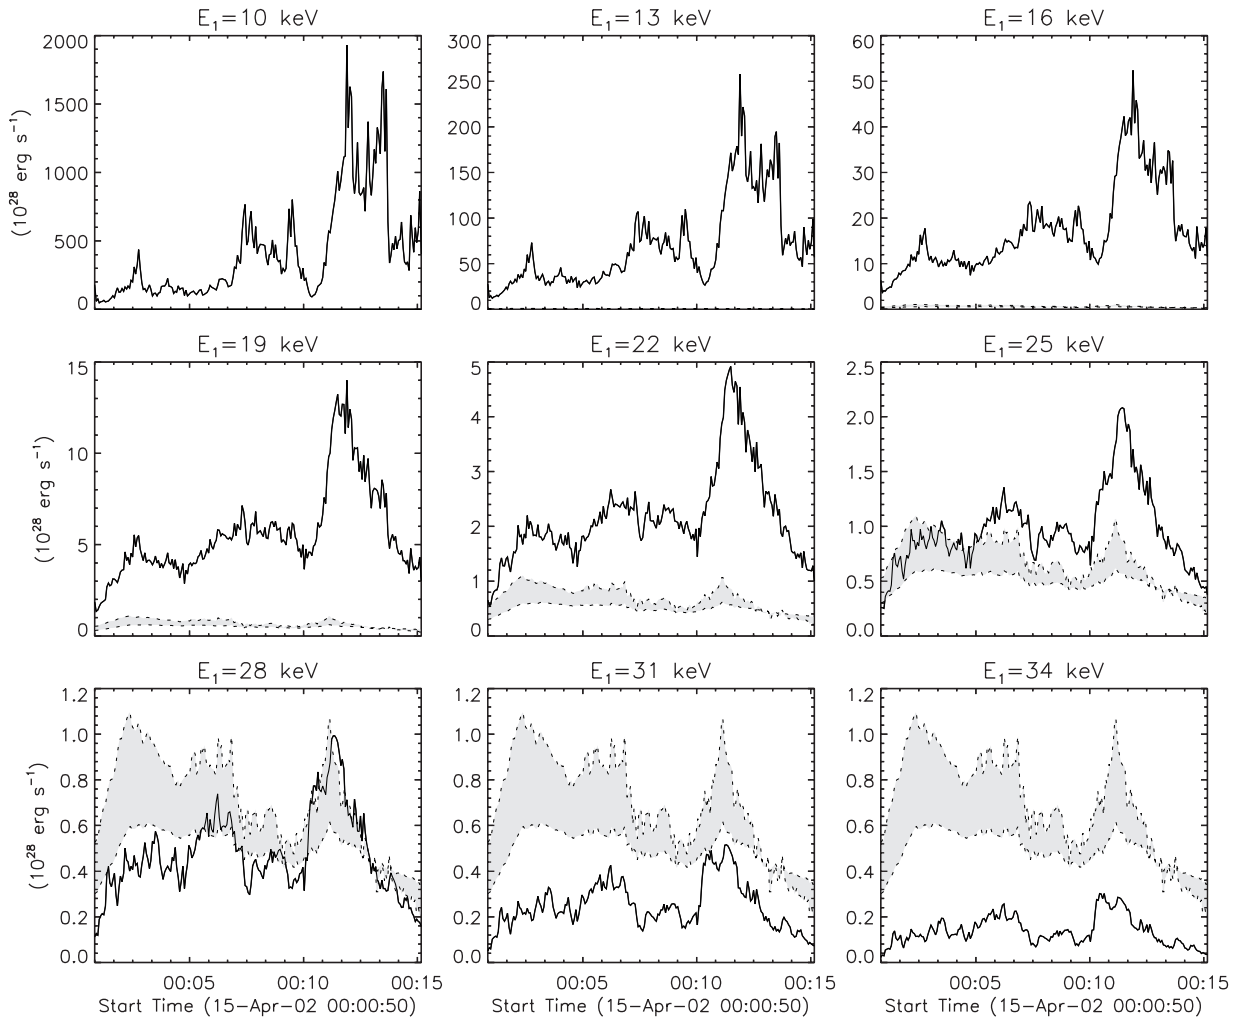 E₁=10 keV E₁=13 keV E₁=16 keV
2000 300 60
250 50
1500 200 40
1000 150 30
100 20
500 50 10
0 0 0
(10²⁸ erg s⁻¹)
E₁=19 keV E₁=22 keV E₁=25 keV
15 5 2.5
4 2.0
10 3 1.5
2 1.0
5 1 0.5
0 0 0.0
(10²⁸ erg s⁻¹)
E₁=28 keV E₁=31 keV E₁=34 keV
1.2 1.2 1.2
1.0 1.0 1.0
0.8 0.8 0.8
0.6 0.6 0.6
0.4 0.4 0.4
0.2 0.2 0.2
0.0 0.0 0.0
(10²⁸ erg s⁻¹)
00:05 00:10 00:15 00:05 00:10 00:15 00:05 00:10 00:15
Start Time (15-Apr-02 00:00:50) Start Time (15-Apr-02 00:00:50) Start Time (15-Apr-02 00:00:50)